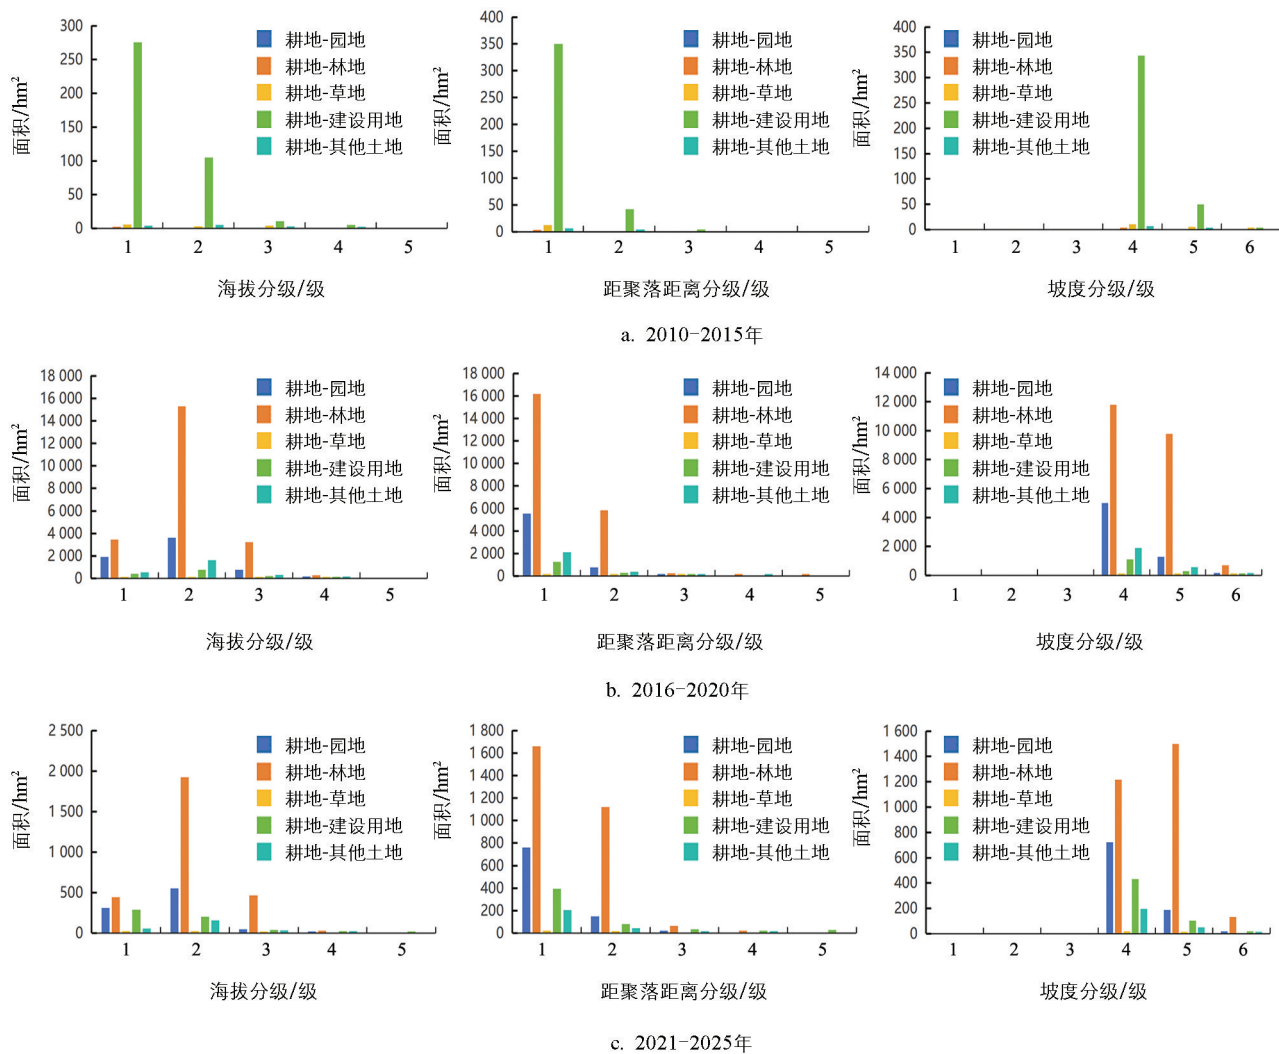 300
250
200
150
100
50
0
面积/hm²
耕地-园地
耕地-林地
耕地-草地
耕地-建设用地
耕地-其他土地
1 2 3 4 5
海拔分级/级
400
350
300
250
200
150
100
50
0
面积/hm²
耕地-园地
耕地-林地
耕地-草地
耕地-建设用地
耕地-其他土地
1 2 3 4 5
距聚落距离分级/级
400
350
300
250
200
150
100
50
0
面积/hm²
耕地-园地
耕地-林地
耕地-草地
耕地-建设用地
耕地-其他土地
1 2 3 4 5 6
坡度分级/级
a. 2010-2015年
18 000
16 000
14 000
12 000
10 000
8 000
6 000
4 000
2 000
0
面积/hm²
耕地-园地
耕地-林地
耕地-草地
耕地-建设用地
耕地-其他土地
1 2 3 4 5
海拔分级/级
18 000
16 000
14 000
12 000
10 000
8 000
6 000
4 000
2 000
0
面积/hm²
耕地-园地
耕地-林地
耕地-草地
耕地-建设用地
耕地-其他土地
1 2 3 4 5
距聚落距离分级/级
14 000
12 000
10 000
8 000
6 000
4 000
2 000
0
面积/hm²
耕地-园地
耕地-林地
耕地-草地
耕地-建设用地
耕地-其他土地
1 2 3 4 5 6
坡度分级/级
b. 2016-2020年
2 500
2 000
1 500
1 000
500
0
面积/hm²
耕地-园地
耕地-林地
耕地-草地
耕地-建设用地
耕地-其他土地
1 2 3 4 5
海拔分级/级
1 800
1 600
1 400
1 200
1 000
800
600
400
200
0
面积/hm²
耕地-园地
耕地-林地
耕地-草地
耕地-建设用地
耕地-其他土地
1 2 3 4 5
距聚落距离分级/级
1 600
1 400
1 200
1 000
800
600
400
200
0
面积/hm²
耕地-园地
耕地-林地
耕地-草地
耕地-建设用地
耕地-其他土地
1 2 3 4 5 6
坡度分级/级
c. 2021-2025年